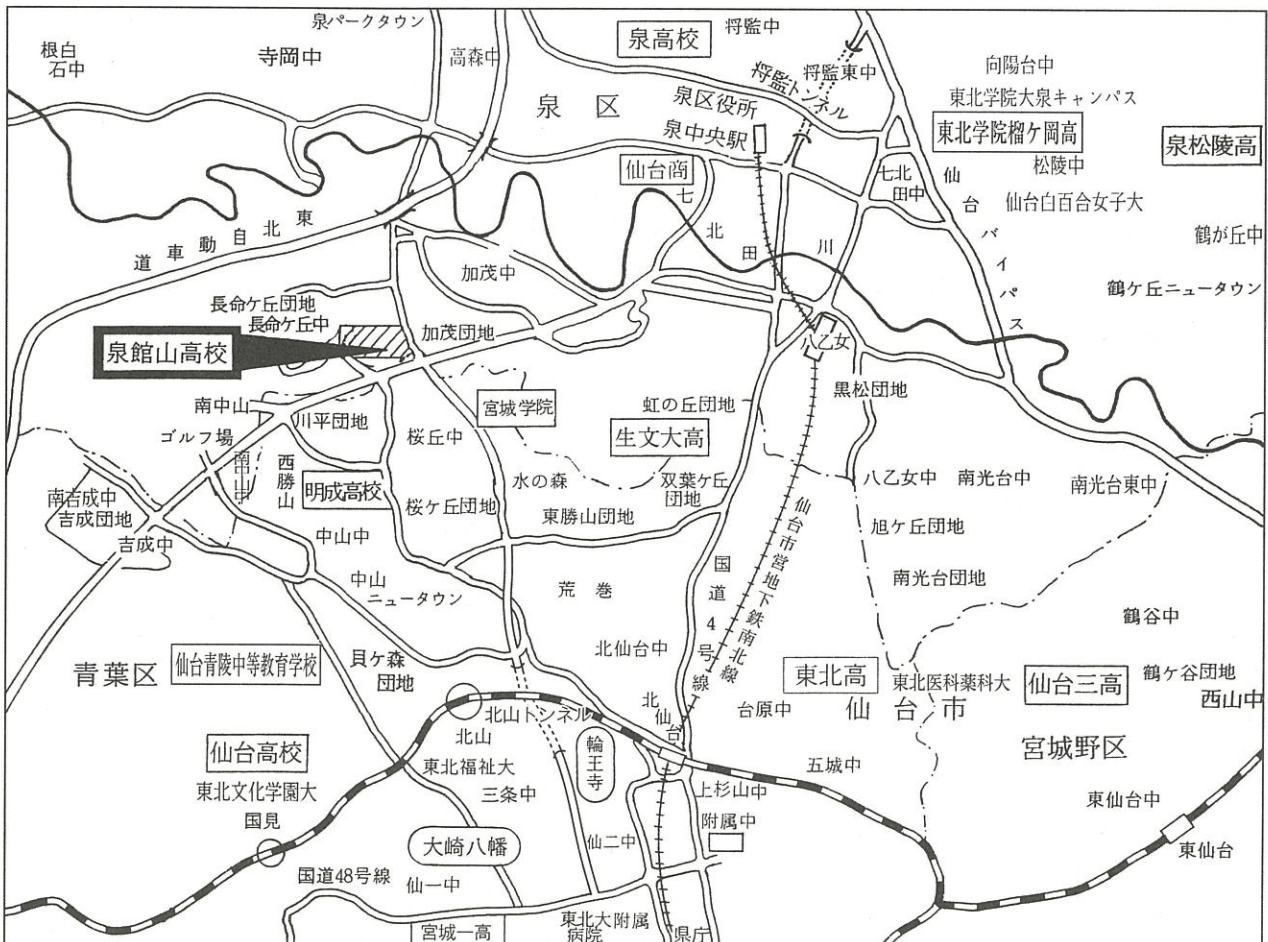 泉パークタウン
根白
石中
寺岡中
高森中
泉高校
将監中
将監東中
将監トンネル
向陽台中
東北学院大泉キャンパス
東北学院榴ケ岡高
泉松陵高
松陵中
泉区
泉区役所
泉中央駅
仙台商
七北
田中
仙台バイパス
仙台白百合女子大
鶴が丘中
鶴ケ丘ニュータウン
東北自動車道
七北田川
加茂中
長命ケ丘団地
長命ケ丘中
加茂団地
泉館山高校
八乙女
黒松団地
南中山
川平団地
宮城学院
虹の丘団地
生文大高
ゴルフ場
南中山中
西勝山
桜丘中
明成高校
水の森
双葉ケ丘
団地
八乙女中
南光台中
南光台東中
南吉成中
吉成団地
吉成中
桜ケ丘団地
東勝山団地
旭ケ丘団地
中山中
中山
ニュータウン
荒巻
国道4号線
仙台市営地下鉄南北線
南光台団地
鶴谷中
青葉区
仙台青陵中等教育学校
貝ケ森
団地
北仙台中
東北高
東北医科薬科大
仙台三高
鶴ケ谷団地
西山中
北山トンネル
北山
北仙台
台原中
仙台市
宮城野区
仙台高校
東北福祉大
輪王寺
五城中
東北文化学園大
三条中
上杉山中
東仙台中
国見
大崎八幡
仙二中
附属中
東仙台
国道48号線
仙一中
宮城一高
東北大附属
病院
県庁